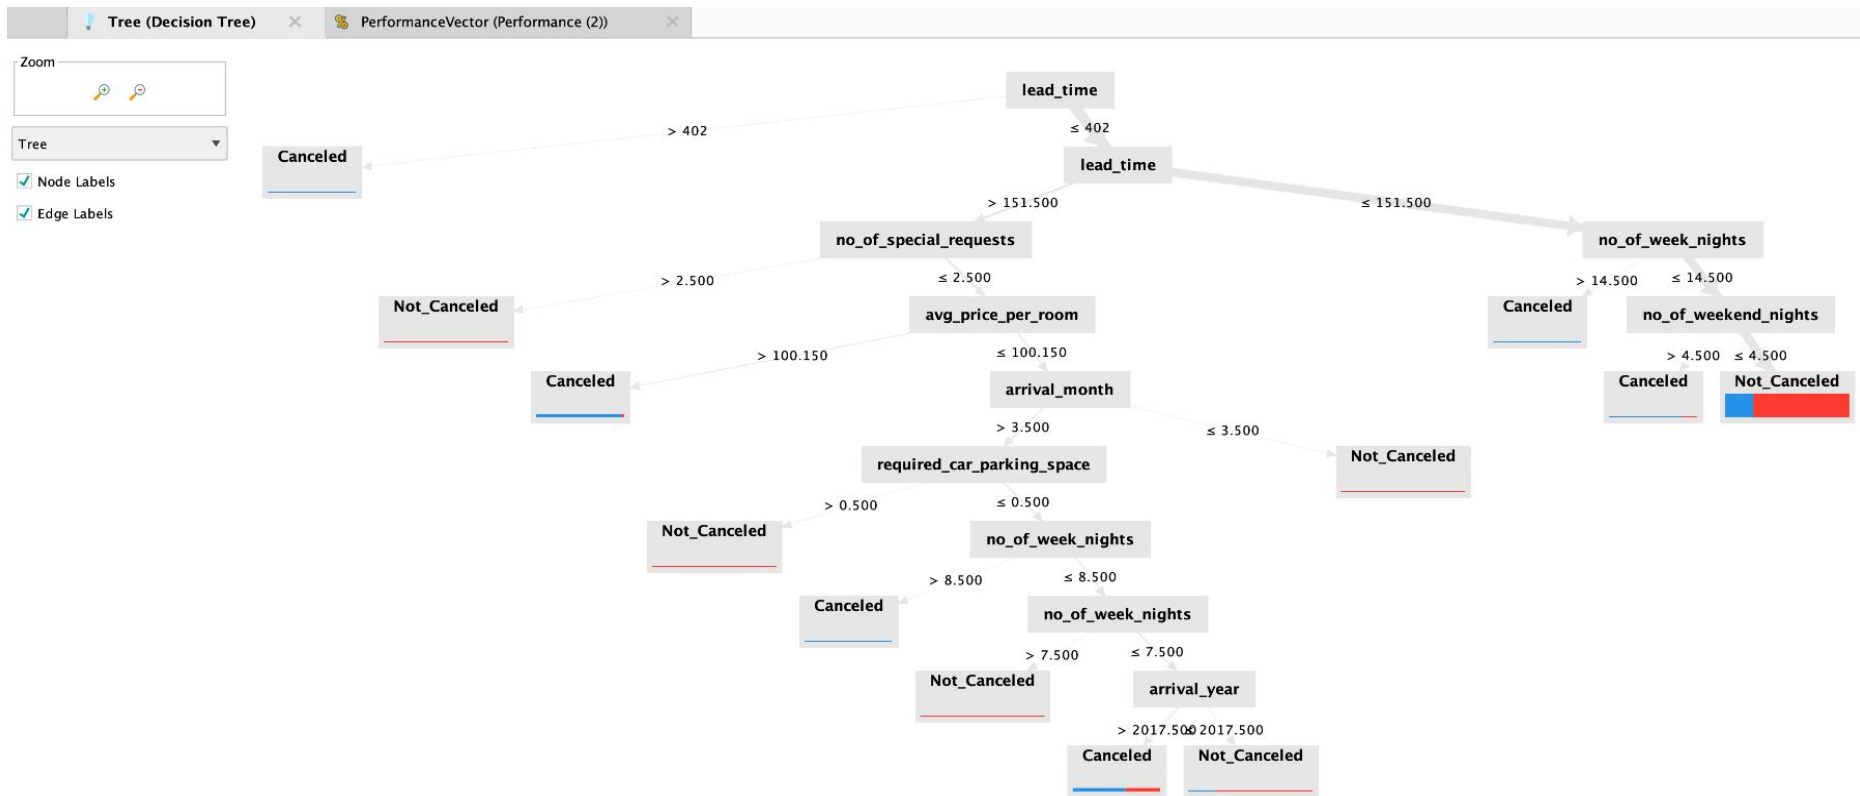 Tree (Decision Tree)
PerformanceVector (Performance (2))
Zoom
Tree
Node Labels
Edge Labels
lead_time
> 402
≤ 402
Canceled
lead_time
> 151.500
≤ 151.500
no_of_special_requests
no_of_week_nights
> 2.500
≤ 2.500
> 14.500
≤ 14.500
Not_Canceled
avg_price_per_room
Canceled
no_of_weekend_nights
> 100.150
≤ 100.150
> 4.500
≤ 4.500
Canceled
arrival_month
Canceled
Not_Canceled
> 3.500
≤ 3.500
required_car_parking_space
Not_Canceled
> 0.500
≤ 0.500
Not_Canceled
no_of_week_nights
> 8.500
≤ 8.500
Canceled
no_of_week_nights
> 7.500
≤ 7.500
Not_Canceled
arrival_year
> 2017.500
≤ 2017.500
Canceled
Not_Canceled